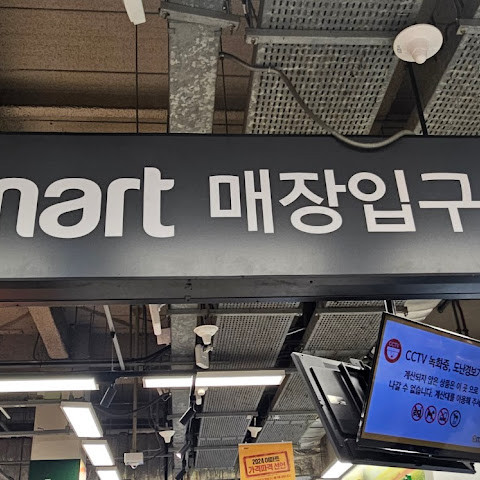 mart 매장입구
CCTV 녹화중, 도난경보기
계산되지 않은 상품은 이 곳 으로
나갈 수 없습니다. 계산대를 이용해 주세
2024 이마트
가격파격 선언